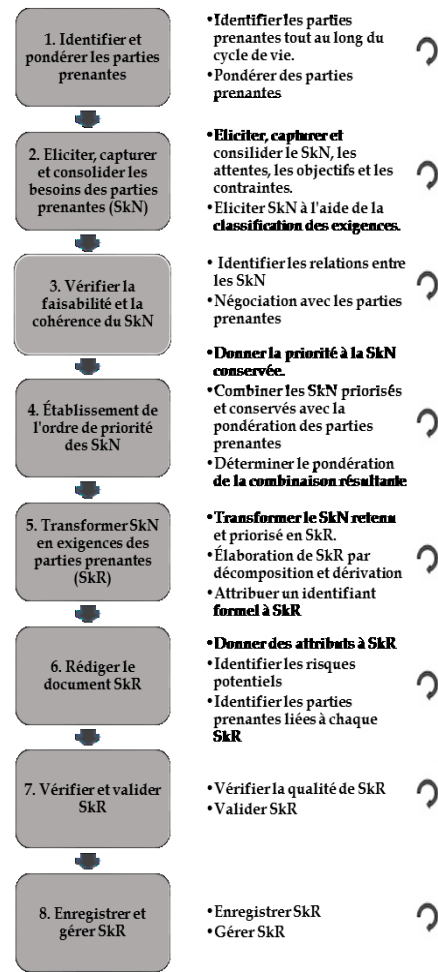 1. Identifier et
pondérer les parties
prenantes
•Identifier les parties
prenantes tout au long du
cycle de vie.
•Pondérer des parties
prenantes
2. Eliciter, capturer
et consolider les
besoins des parties
prenantes (SkN)
•Eliciter, capturer et
consilider le SkN, les
attentes, les objectifs et les
contraintes.
•Eliciter SkN à l'aide de la
classification des exigences.
3. Vérifier la
faisabilité et la
cohérence du SkN
• Identifier les relations entre
les SkN
•Négociation avec les parties
prenantes
4. Établissement de
l'ordre de priorité
des SkN
•Donner la priorité à la SkN
conservée.
•Combiner les SkN priorisés
et conservés avec la
pondération des parties
prenantes
•Déterminer le pondération
de la combinaison résultante
5. Transformer SkN
en exigences des
parties prenantes
(SkR)
•Transformer le SkN retenu
et priorisé en SkR.
•Élaboration de SkR par
décomposition et dérivation
•Attribuer un identifiant
formel à SkR
6. Rédiger le
document SkR
•Donner des attributs à SkR
•Identifier les risques
potentiels
•Identifier les parties
prenantes liées à chaque
SkR
7. Vérifier et valider
SkR
•Vérifier la qualité de SkR
•Valider SkR
8. Enregistrer et
gérer SkR
•Enregistrer SkR
•Gérer SkR